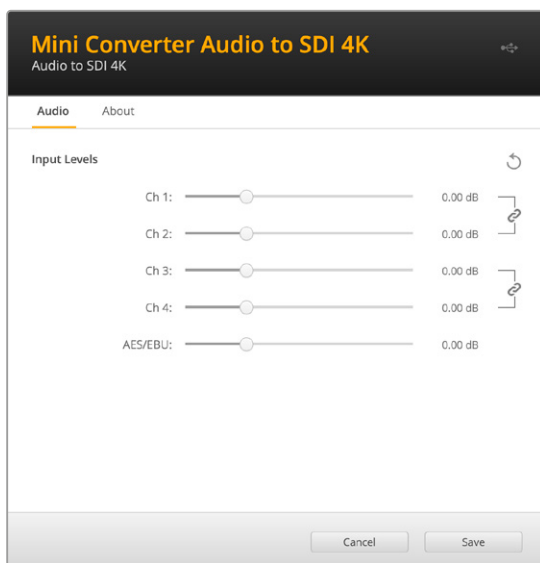 Mini Converter Audio to SDI 4K
Audio to SDI 4K
Audio About
Input Levels
Ch 1: 0.00 dB
Ch 2: 0.00 dB
Ch 3: 0.00 dB
Ch 4: 0.00 dB
AES/EBU: 0.00 dB
Cancel Save